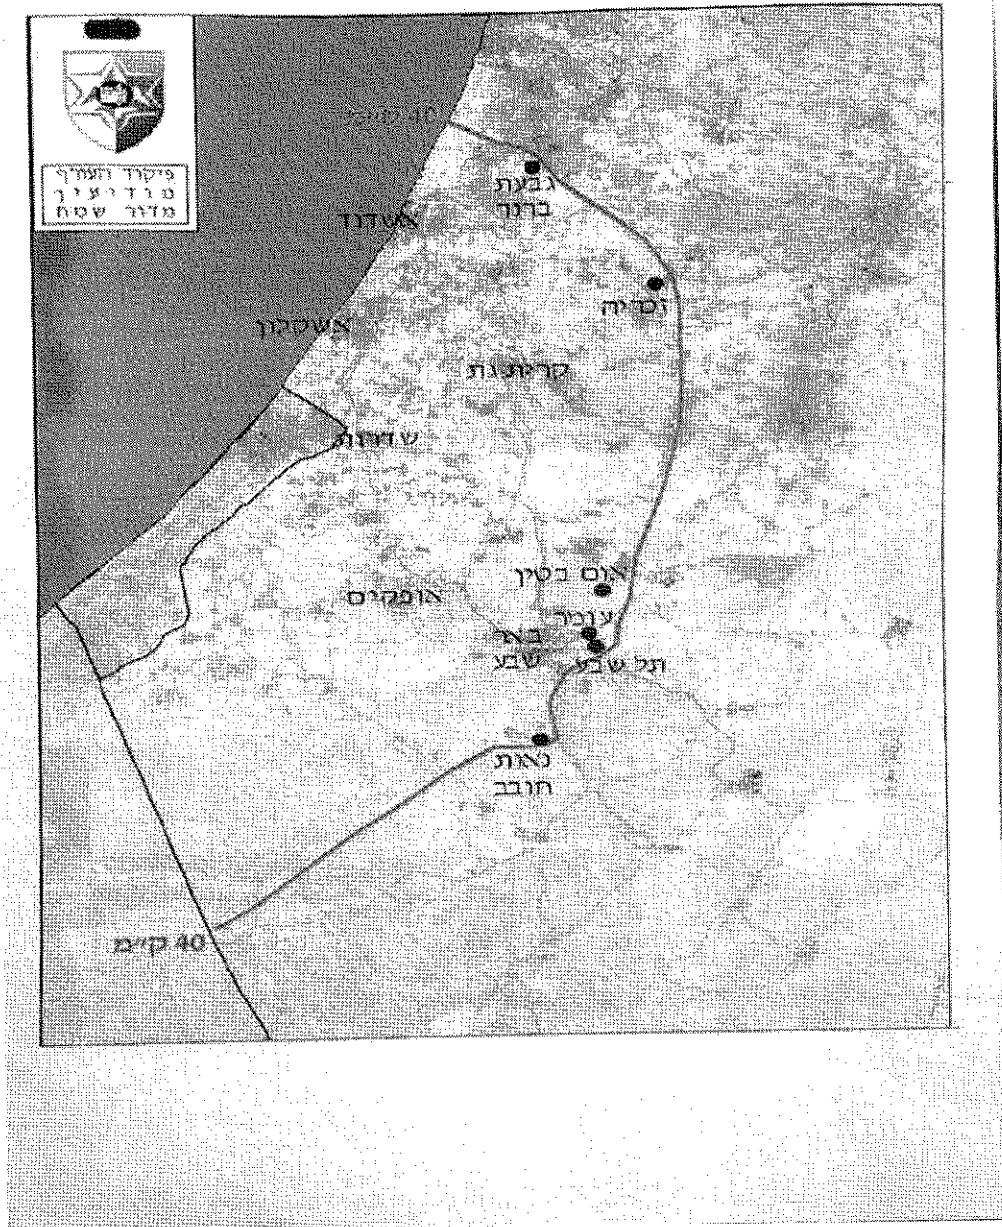 פיקוד העורף
מודיעין
מדור שטח
40 ק״מ
גבעת
ברנר
אשדוד
זכריה
אשקלון
קרית גת
שדרות
אום בטין
אופקים
עומר
באר
שבע
תל שבע
נאות
חובב
40 ק״מ